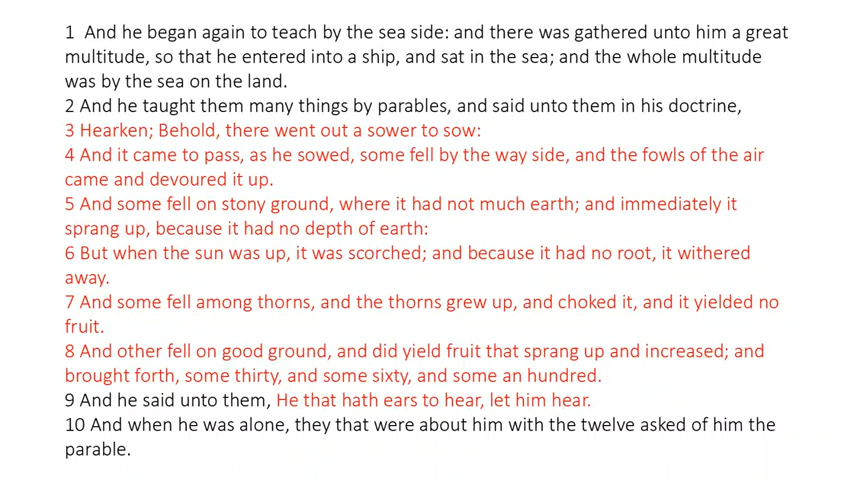 1 And he began again to teach by the sea side: and there was gathered unto him a great
multitude, so that he entered into a ship, and sat in the sea; and the whole multitude
was by the sea on the land.
2 And he taught them many things by parables, and said unto them in his doctrine,
3 Hearken; Behold, there went out a sower to sow:
4 And it came to pass, as he sowed, some fell by the way side, and the fowls of the air
came and devoured it up.
5 And some fell on stony ground, where it had not much earth; and immediately it
sprang up, because it had no depth of earth:
6 But when the sun was up, it was scorched; and because it had no root, it withered
away.
7 And some fell among thorns, and the thorns grew up, and choked it, and it yielded no
fruit.
8 And other fell on good ground, and did yield fruit that sprang up and increased; and
brought forth, some thirty, and some sixty, and some an hundred.
9 And he said unto them, He that hath ears to hear, let him hear.
10 And when he was alone, they that were about him with the twelve asked of him the
parable.